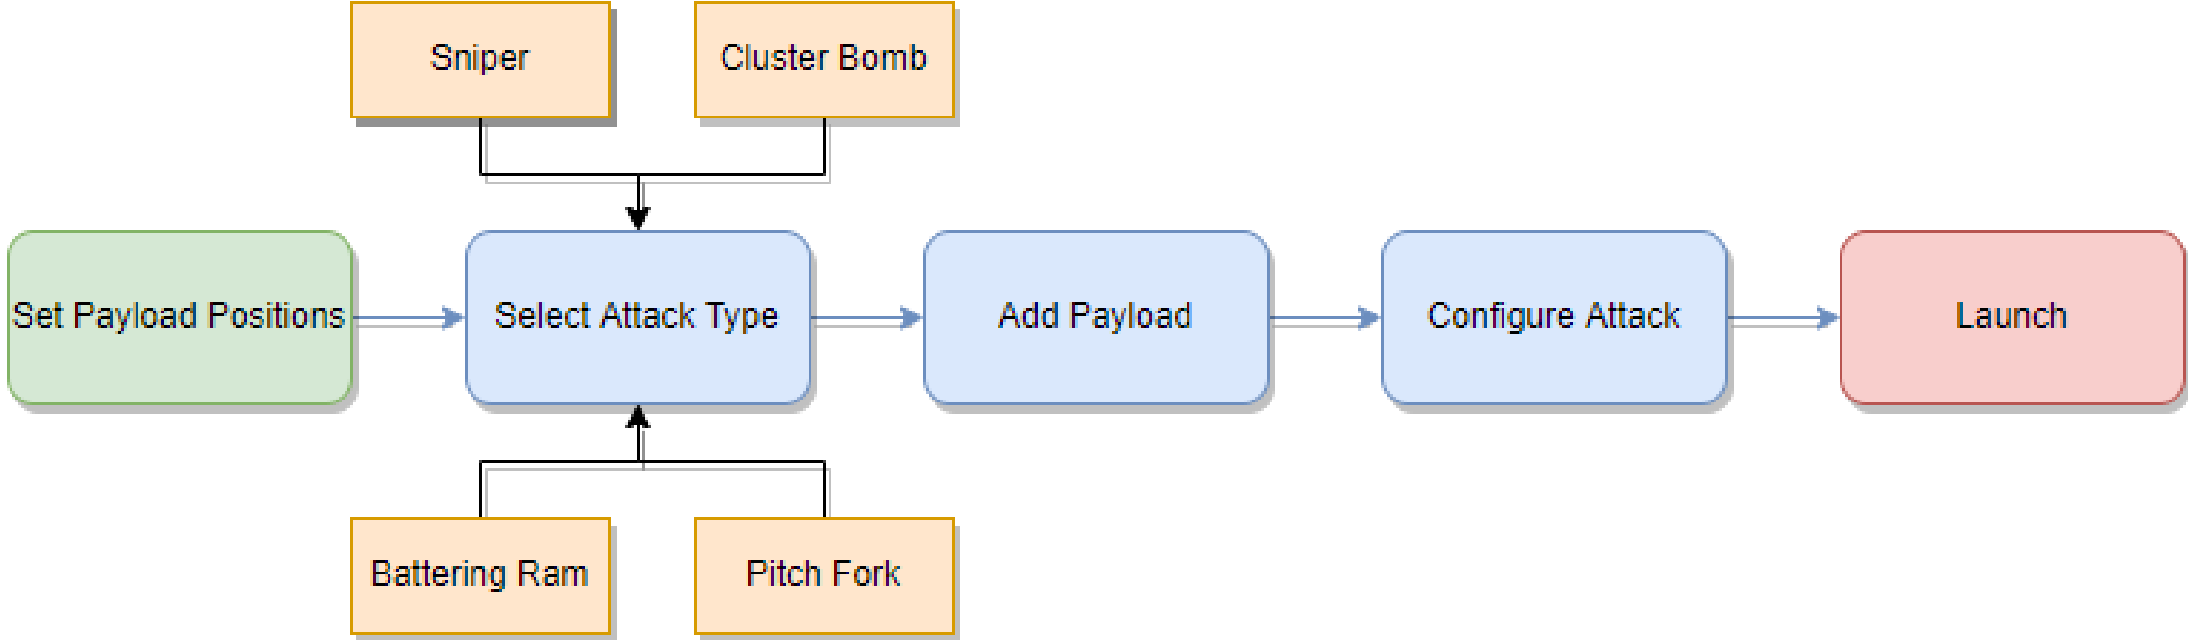 Sniper
Cluster Bomb
Set Payload Positions
Select Attack Type
Add Payload
Configure Attack
Launch
Battering Ram
Pitch Fork